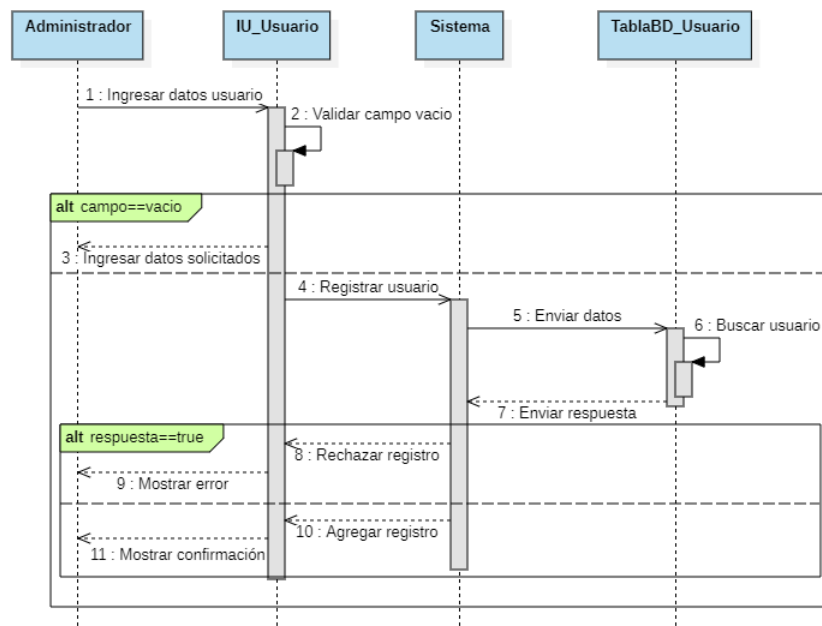 Administrador
IU_Usuario
Sistema
TablaBD_Usuario
1 : Ingresar datos usuario
2 : Validar campo vacio
alt campo==vacio
3 : Ingresar datos solicitados
4 : Registrar usuario
5 : Enviar datos
6 : Buscar usuario
7 : Enviar respuesta
alt respuesta==true
8 : Rechazar registro
9 : Mostrar error
10 : Agregar registro
11 : Mostrar confirmación